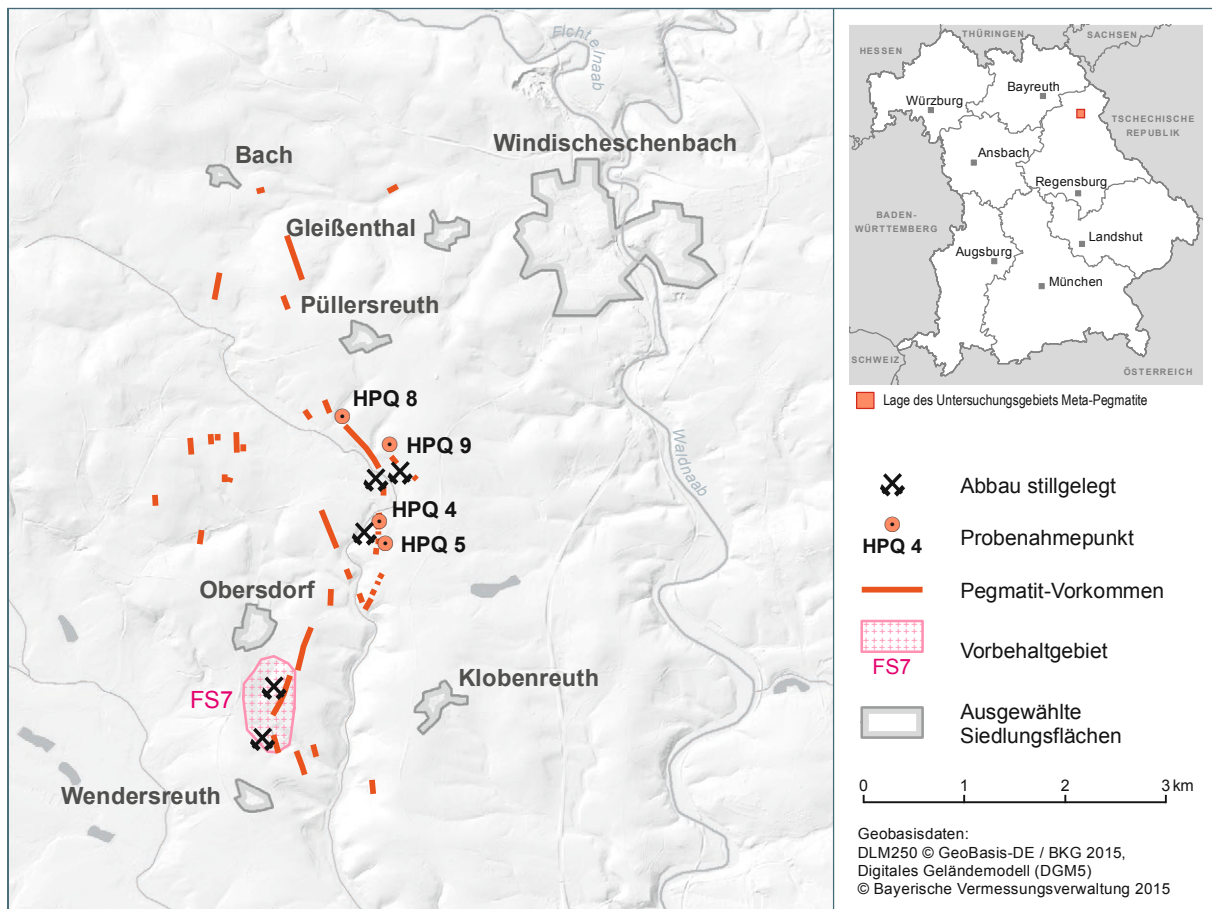 Fichtelnaab
Windischeschenbach
Bach
Gleißenthal
Püllersreuth
HPQ 8
HPQ 9
Waldnaab
HPQ 4
HPQ 5
Obersdorf
FS7
Klobenreuth
Wendersreuth
THÜRINGEN
SACHSEN
HESSEN
Bayreuth
Würzburg
TSCHECHISCHE
REPUBLIK
Ansbach
Regensburg
BADEN-
WÜRTTEMBERG
Landshut
Augsburg
München
SCHWEIZ
ÖSTERREICH
Lage des Untersuchungsgebiets Meta-Pegmatite
Abbau stillgelegt
HPQ 4
Probenahmepunkt
Pegmatit-Vorkommen
Vorbehaltgebiet
FS7
Ausgewählte
Siedlungsflächen
0 1 2 3 km
Geobasisdaten:
DLM250 © GeoBasis-DE / BKG 2015,
Digitales Geländemodell (DGM5)
© Bayerische Vermessungsverwaltung 2015